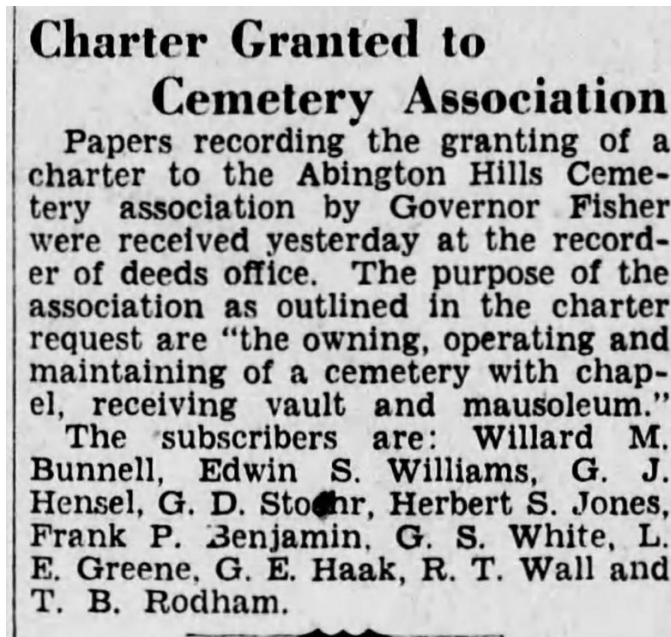 Charter Granted to
Cemetery Association
Papers recording the granting of a
charter to the Abington Hills Ceme-
tery association by Governor Fisher
were received yesterday at the record-
er of deeds office. The purpose of the
association as outlined in the charter
request are "the owning, operating and
maintaining of a cemetery with chap-
el, receiving vault and mausoleum."
The subscribers are: Willard M.
Bunnell, Edwin S. Williams, G. J.
Hensel, G. D. Stoehr, Herbert S. Jones,
Frank P. Benjamin, G. S. White, L.
E. Greene, G. E. Haak, R. T. Wall and
T. B. Rodham.